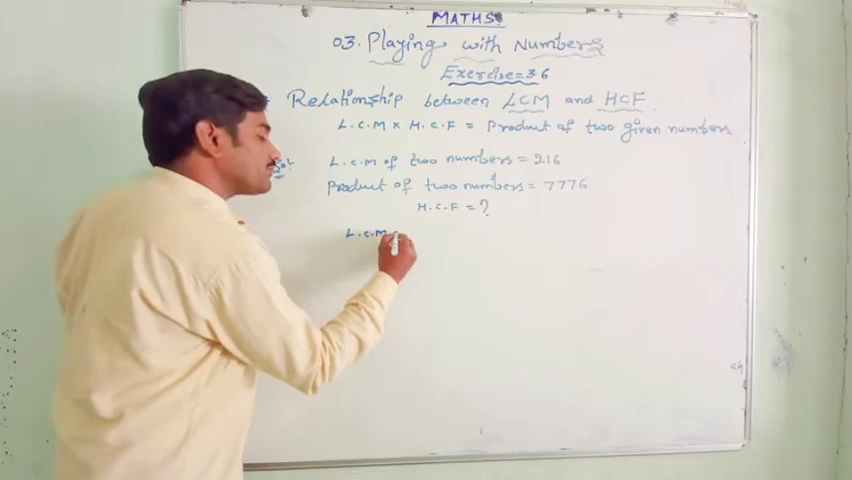 MATHS
03. Playing with Numbers
Exercise=3.6
Relationship between LCM and HCF
L.C.M x H.C.F = Product of two given numbers
Sol
L.C.M of two numbers = 216
Product of two numbers = 7776
H.C.F = ?
L.C.M